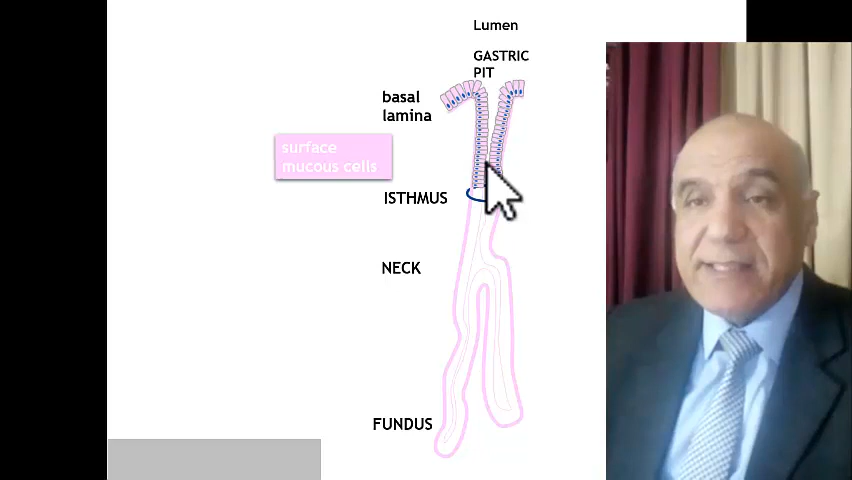 Lumen
GASTRIC
PIT
basal
lamina
surface
mucous cells
ISTHMUS
NECK
FUNDUS